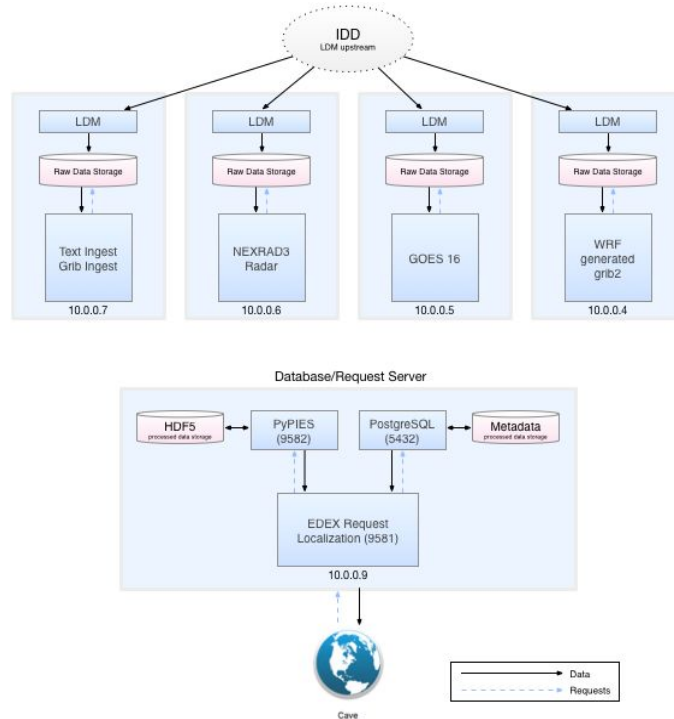 IDD
LDM upstream
LDM
Raw Data Storage
Text Ingest
Grib Ingest
10.0.0.7
LDM
Raw Data Storage
NEXRAD3
Radar
10.0.0.6
LDM
Raw Data Storage
GOES 16
10.0.0.5
LDM
Raw Data Storage
WRF
generated
grib2
10.0.0.4
Database/Request Server
HDF5
processed data storage
PyPIES
(9582)
PostgreSQL
(5432)
Metadata
processed data storage
EDEX Request
Localization (9581)
10.0.0.9
Cave
Data
Requests